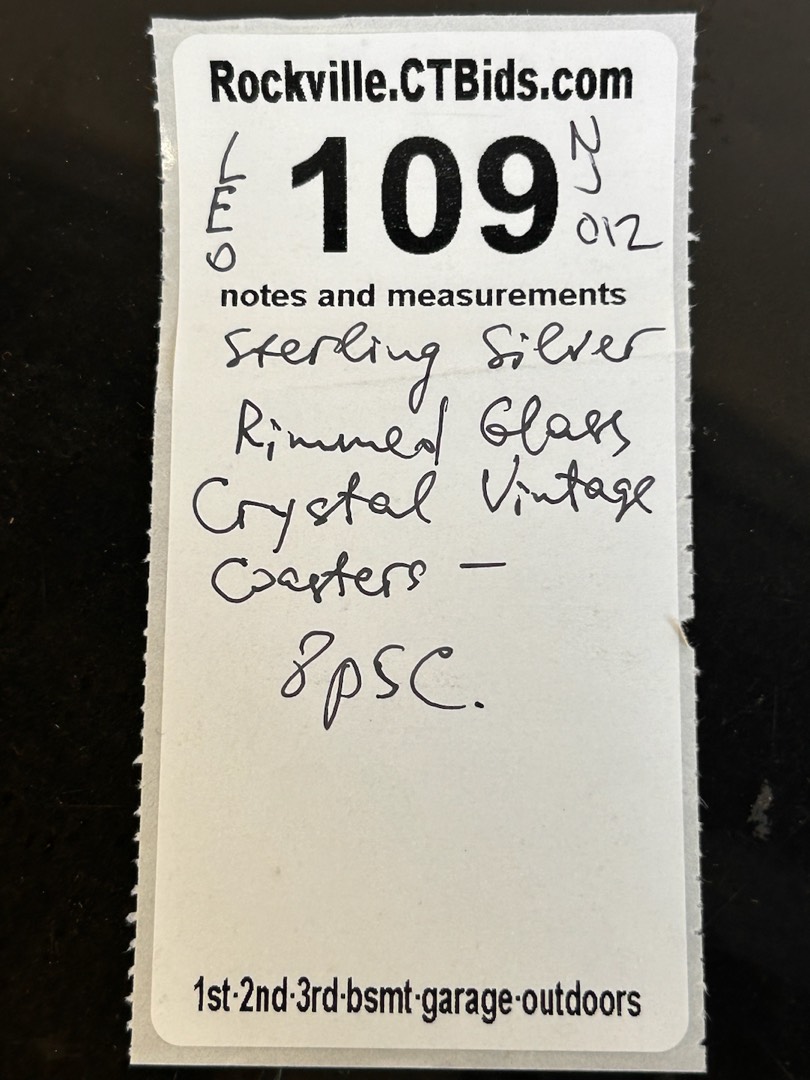 Rockville.CTBids.com
LEO
109
NJ
012
notes and measurements
Sterling Silver
Rimmed Glass
Crystal Vintage
Coasters —
8psc.
1st·2nd·3rd·bsmt·garage·outdoors